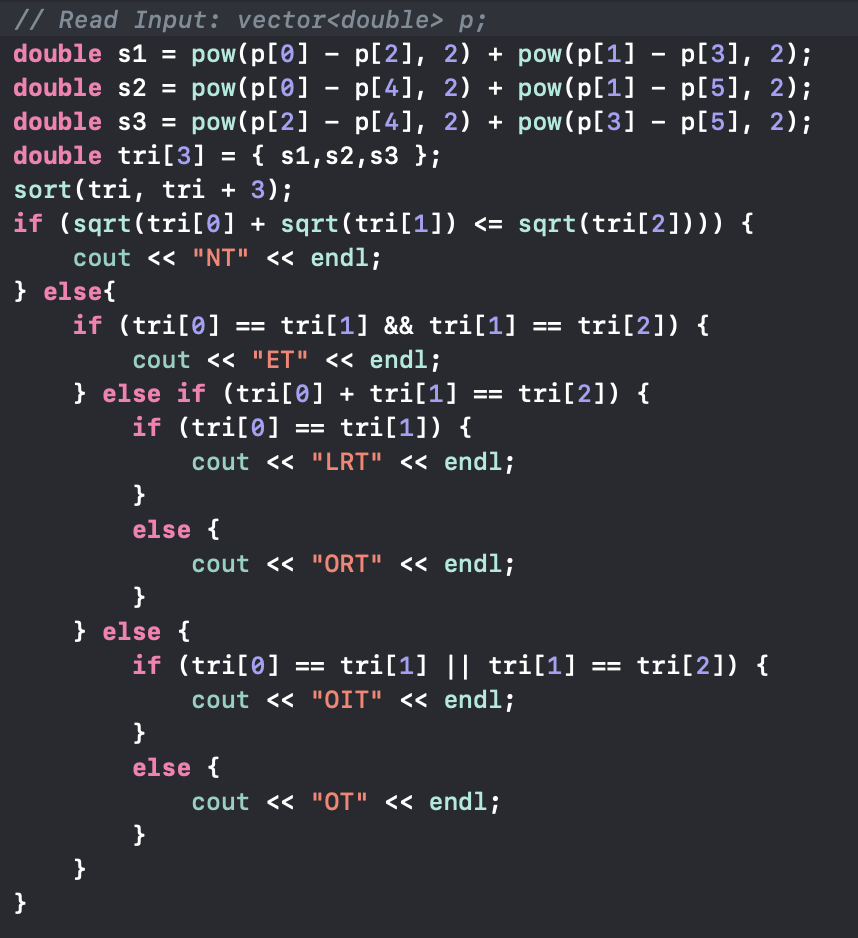 // Read Input: vector<double> p;
double s1 = pow(p[0] - p[2], 2) + pow(p[1] - p[3], 2);
double s2 = pow(p[0] - p[4], 2) + pow(p[1] - p[5], 2);
double s3 = pow(p[2] - p[4], 2) + pow(p[3] - p[5], 2);
double tri[3] = { s1,s2,s3 };
sort(tri, tri + 3);
if (sqrt(tri[0] + sqrt(tri[1]) <= sqrt(tri[2]))) {
    cout << "NT" << endl;
} else{
    if (tri[0] == tri[1] && tri[1] == tri[2]) {
        cout << "ET" << endl;
    } else if (tri[0] + tri[1] == tri[2]) {
        if (tri[0] == tri[1]) {
            cout << "LRT" << endl;
        }
        else {
            cout << "ORT" << endl;
        }
    } else {
        if (tri[0] == tri[1] || tri[1] == tri[2]) {
            cout << "OIT" << endl;
        }
        else {
            cout << "OT" << endl;
        }
    }
}